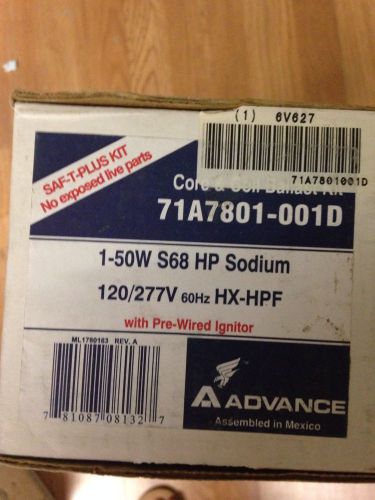 (1) 6V627
71A7801001D
SAF-T-PLUS KIT
No exposed live parts
Core & Coil Ballast Kit
71A7801-001D
1-50W S68 HP Sodium
120/277V 60Hz HX-HPF
with Pre-Wired Ignitor
ML1780163 REV. A
7 81087 08132 7
ADVANCE
Assembled in Mexico